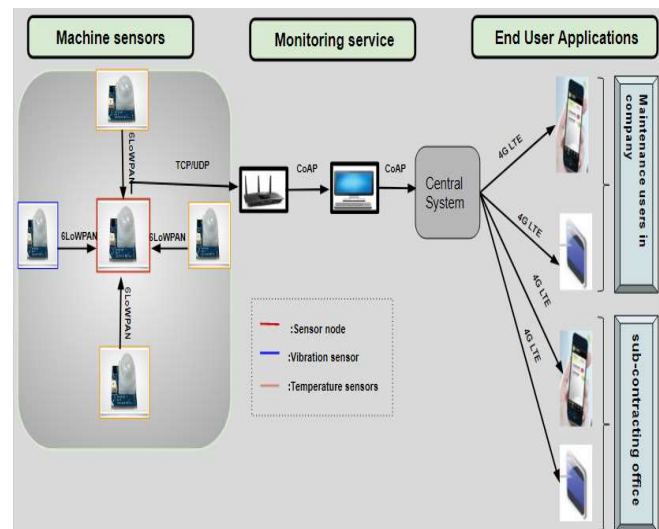 Machine sensors
Monitoring service
End User Applications
6LoWPAN
6LoWPAN
6LoWPAN
6LoWPAN
TCP/UDP
CoAP
CoAP
Central
System
4G LTE
4G LTE
4G LTE
4G LTE
Maintenance users in
company
sub-contracting office
:Sensor node
:Vibration sensor
:Temperature sensors